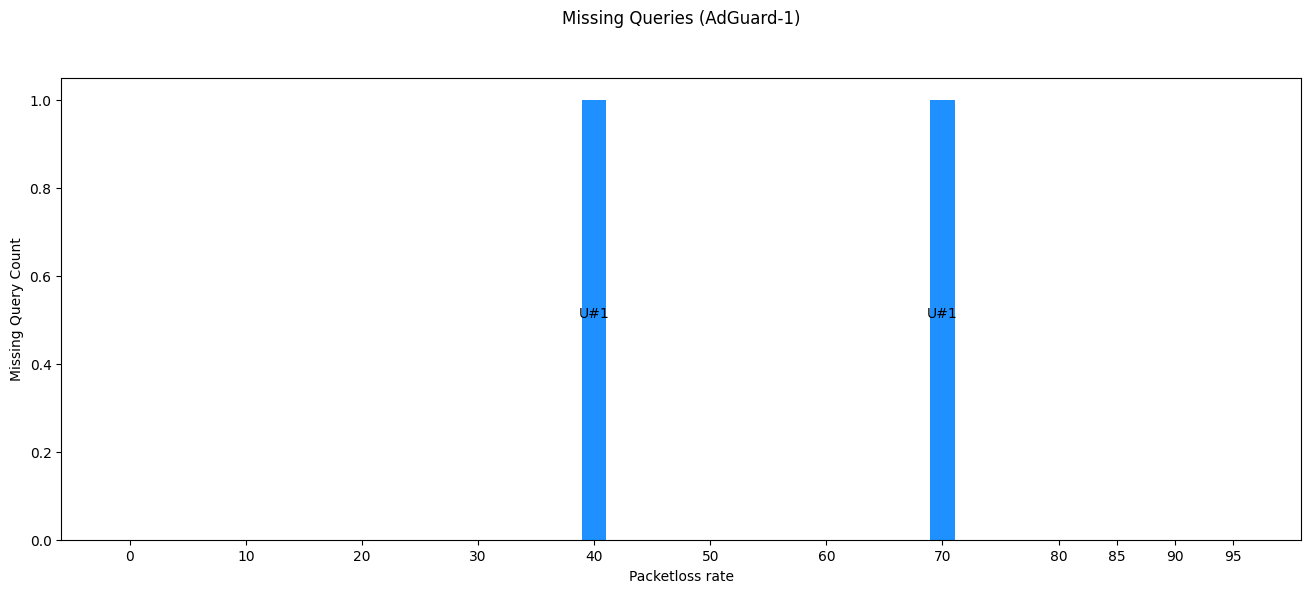 Missing Queries (AdGuard-1)
Missing Query Count
1.0
0.8
0.6
0.4
0.2
0.0
U#1
U#1
0 10 20 30 40 50 60 70 80 85 90 95
Packetloss rate